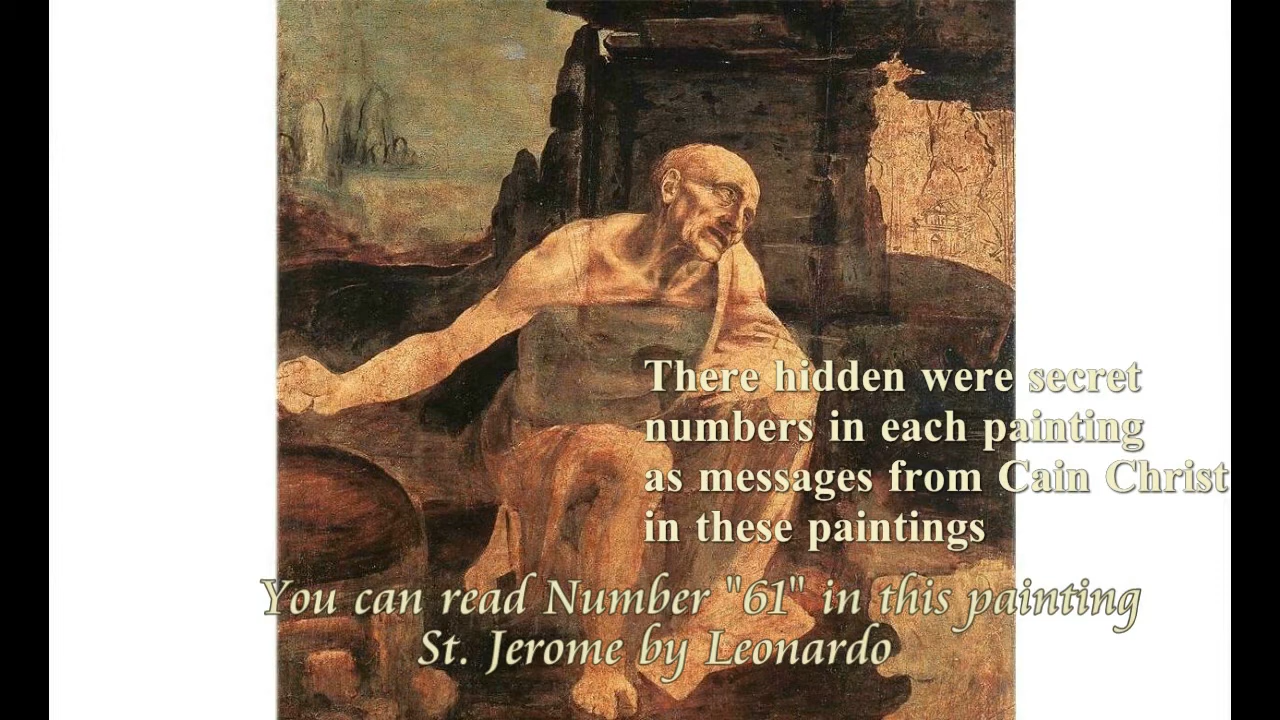 There hidden were secret
numbers in each painting
as messages from Cain Christ
in these paintings
You can read Number "61" in this painting
St. Jerome by Leonardo